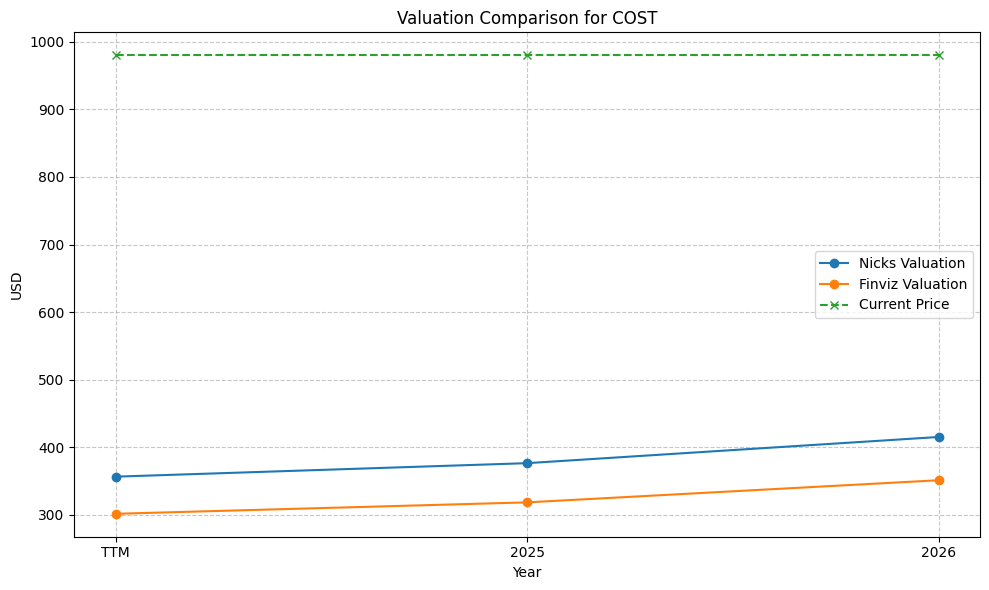 Valuation Comparison for COST
1000
900
800
700
600
500
400
300
USD
Nicks Valuation
Finviz Valuation
Current Price
TTM
2025
2026
Year